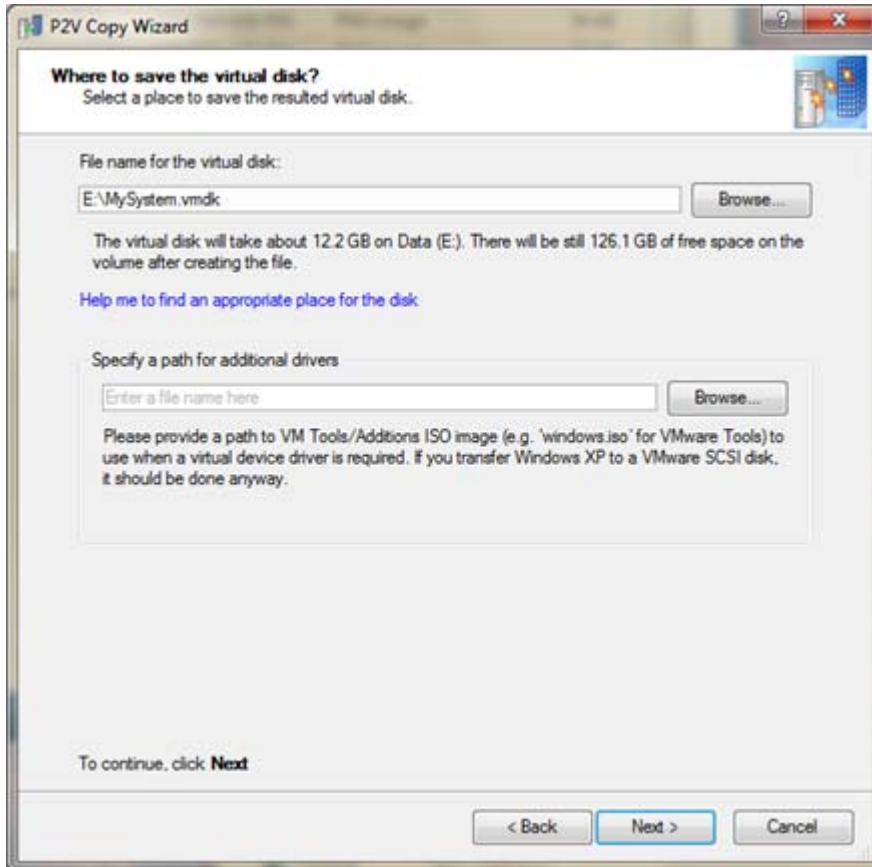 P2V Copy Wizard
Where to save the virtual disk?
Select a place to save the resulted virtual disk.
File name for the virtual disk:
E:\MySystem.vmdk
Browse...
The virtual disk will take about 12.2 GB on Data (E:). There will be still 126.1 GB of free space on the
volume after creating the file.
Help me to find an appropriate place for the disk
Specify a path for additional drivers
Enter a file name here
Browse...
Please provide a path to VM Tools/Additions ISO image (e.g. 'windows.iso' for VMware Tools) to
use when a virtual device driver is required. If you transfer Windows XP to a VMware SCSI disk,
it should be done anyway.
To continue, click Next
< Back
Next >
Cancel